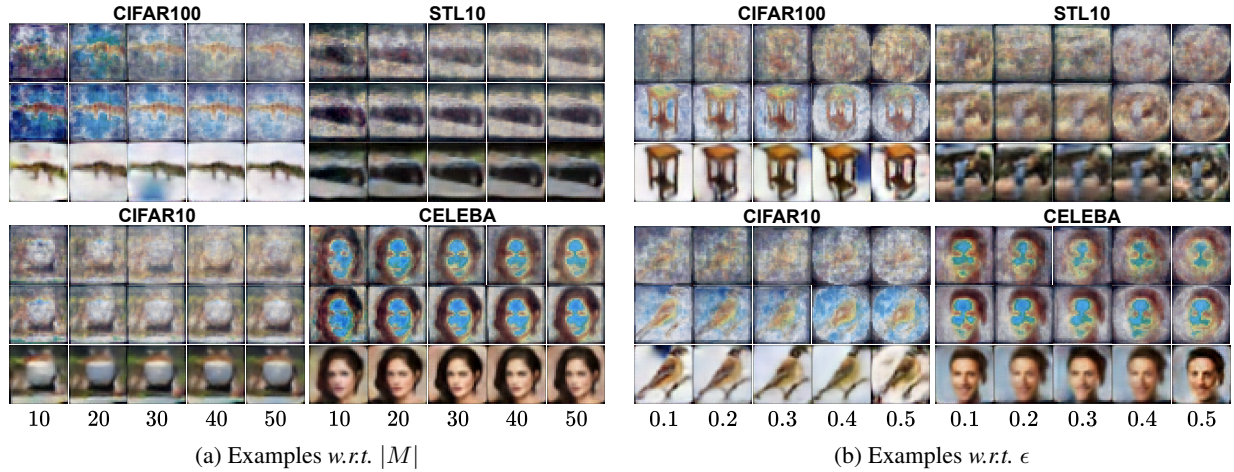 CIFAR100 STL10 CIFAR100 STL10
CIFAR10 CELEBA CIFAR10 CELEBA
10 20 30 40 50 10 20 30 40 50 0.1 0.2 0.3 0.4 0.5 0.1 0.2 0.3 0.4 0.5
(a) Examples w.r.t. |M| (b) Examples w.r.t. ϵ